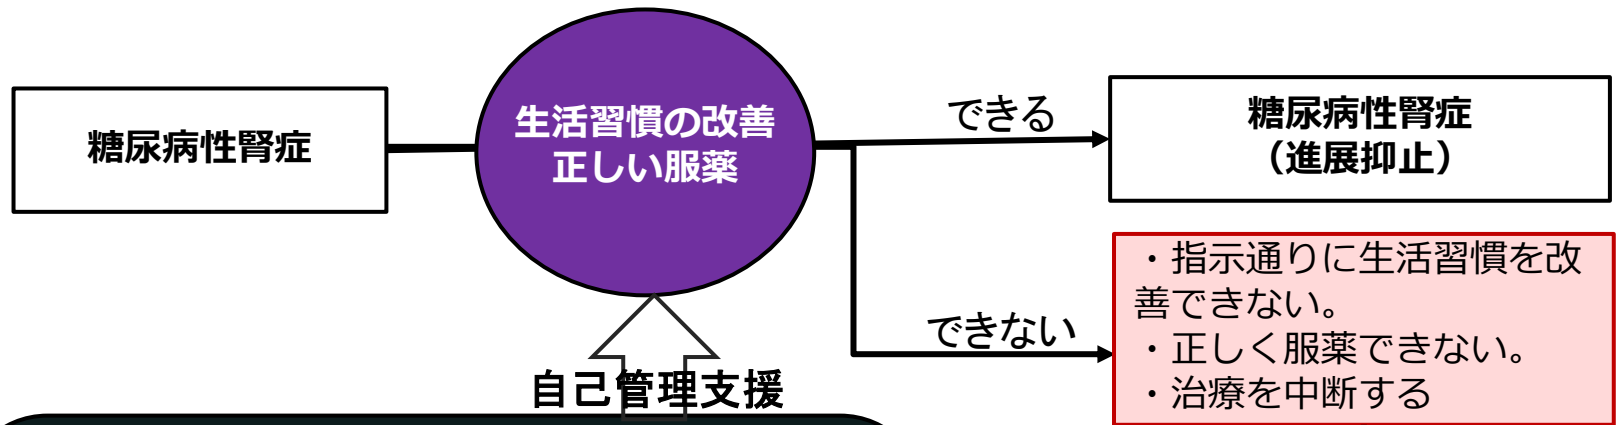 糖尿病性腎症
生活習慣の改善
正しい服薬
できる
糖尿病性腎症
（進展抑止）
できない
・指示通りに生活習慣を改
善できない。
・正しく服薬できない。
・治療を中断する
自己管理支援